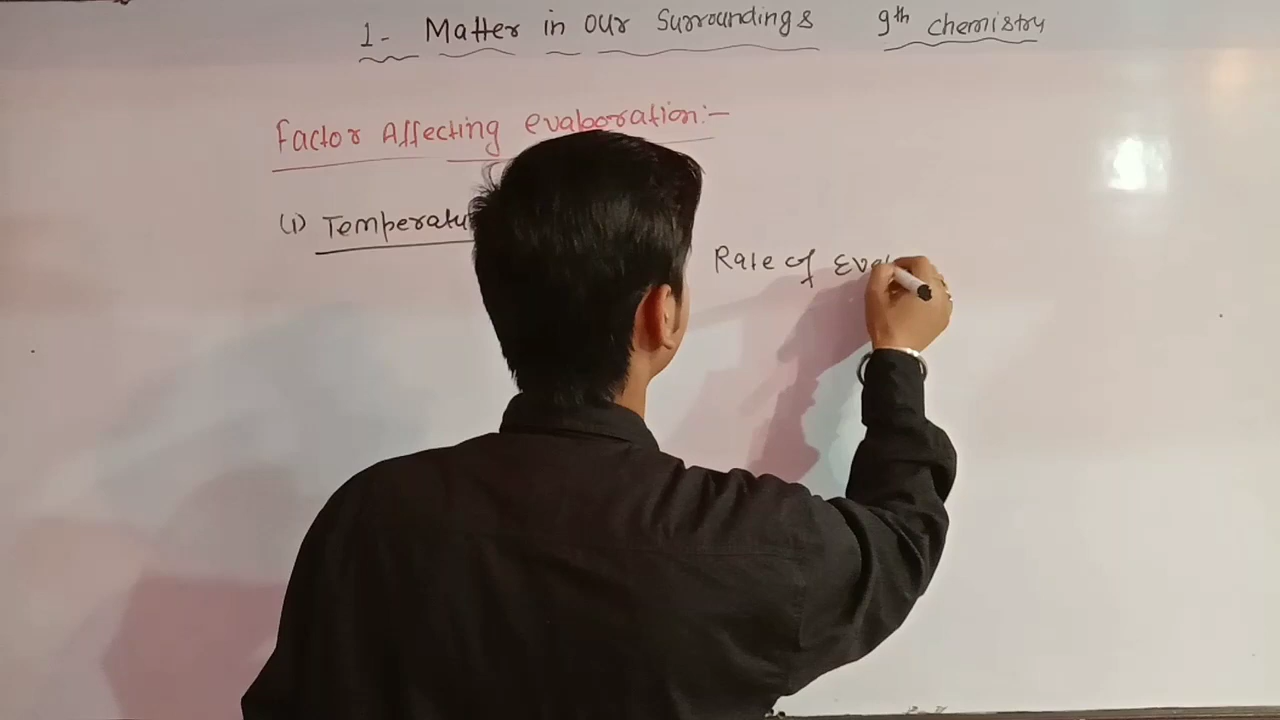 1- Matter in our Surroundings 9th chemistry
Factor Affecting evaporation:-
(1) Temperatu
Rate of Eva